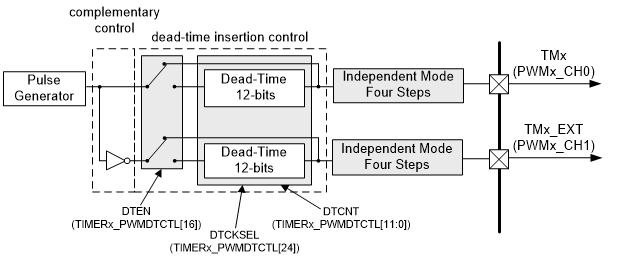 complementary
control
dead-time insertion control
Pulse
Generator
Dead-Time
12-bits
Independent Mode
Four Steps
TMx
(PWMx_CH0)
Dead-Time
12-bits
Independent Mode
Four Steps
TMx_EXT
(PWMx_CH1)
DTEN
(TIMERx_PWMDTCTL[16])
DTCNT
(TIMERx_PWMDTCTL[11:0])
DTCKSEL
(TIMERx_PWMDTCTL[24])